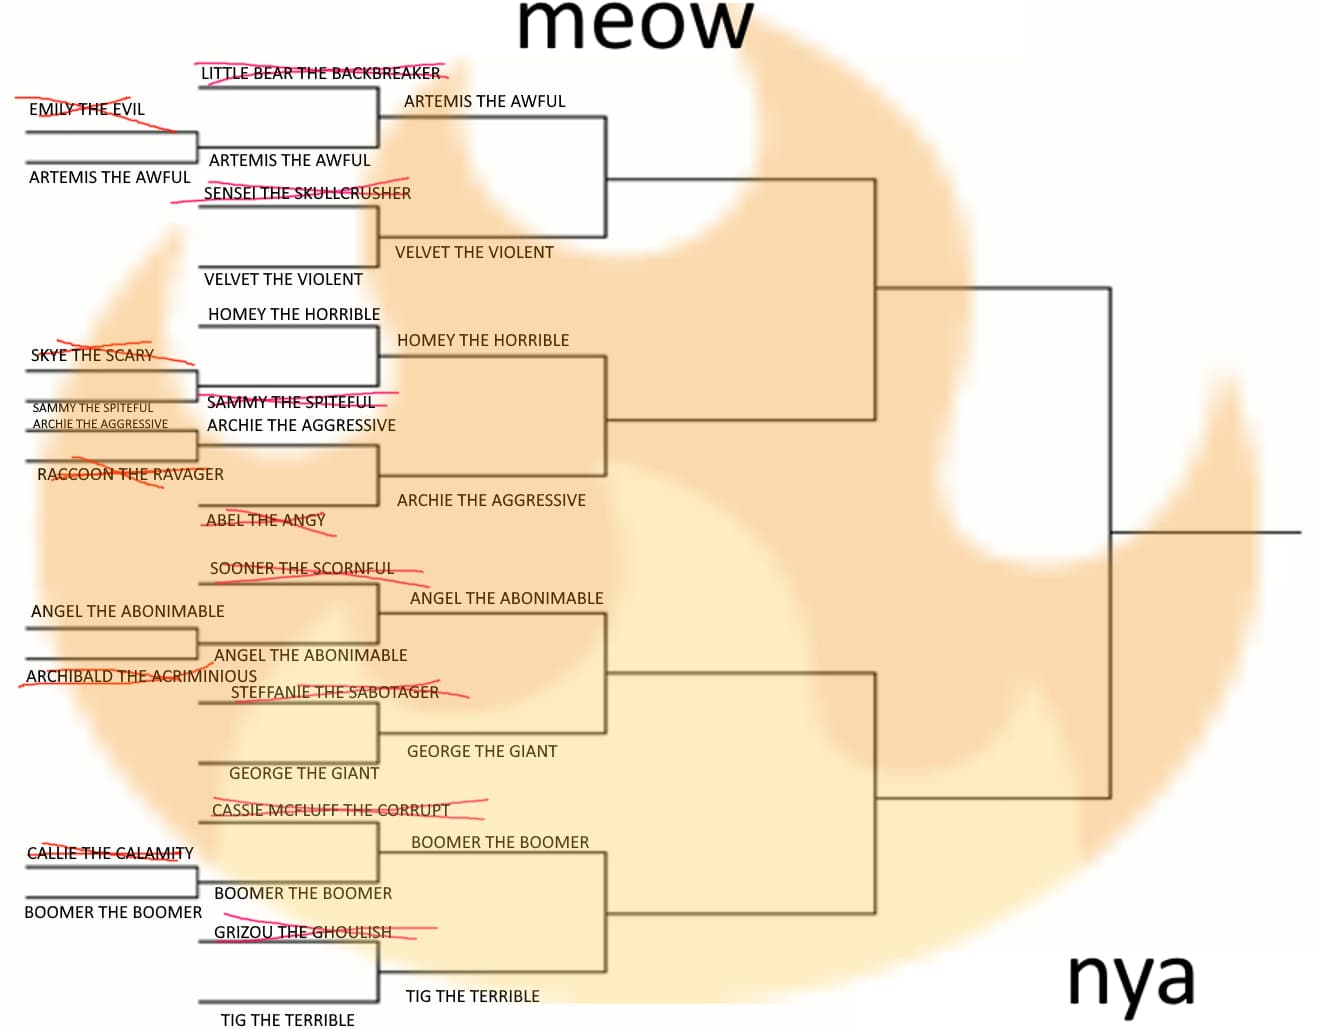 meow
LITTLE BEAR THE BACKBREAKER
ARTEMIS THE AWFUL
EMILY THE EVIL
ARTEMIS THE AWFUL
ARTEMIS THE AWFUL
SENSEI THE SKULLCRUSHER
VELVET THE VIOLENT
VELVET THE VIOLENT
HOMEY THE HORRIBLE
HOMEY THE HORRIBLE
SKYE THE SCARY
SAMMY THE SPITEFUL
SAMMY THE SPITEFUL
ARCHIE THE AGGRESSIVE
ARCHIE THE AGGRESSIVE
RACCOON THE RAVAGER
ARCHIE THE AGGRESSIVE
ABEL THE ANGY
SOONER THE SCORNFUL
ANGEL THE ABONIMABLE
ANGEL THE ABONIMABLE
ANGEL THE ABONIMABLE
ARCHIBALD THE ACRIMINIOUS
STEFFANIE THE SABOTAGER
GEORGE THE GIANT
GEORGE THE GIANT
CASSIE MCFLUFF THE CORRUPT
BOOMER THE BOOMER
CALLIE THE CALAMITY
BOOMER THE BOOMER
BOOMER THE BOOMER
GRIZOU THE GHOULISH
TIG THE TERRIBLE
TIG THE TERRIBLE
nya